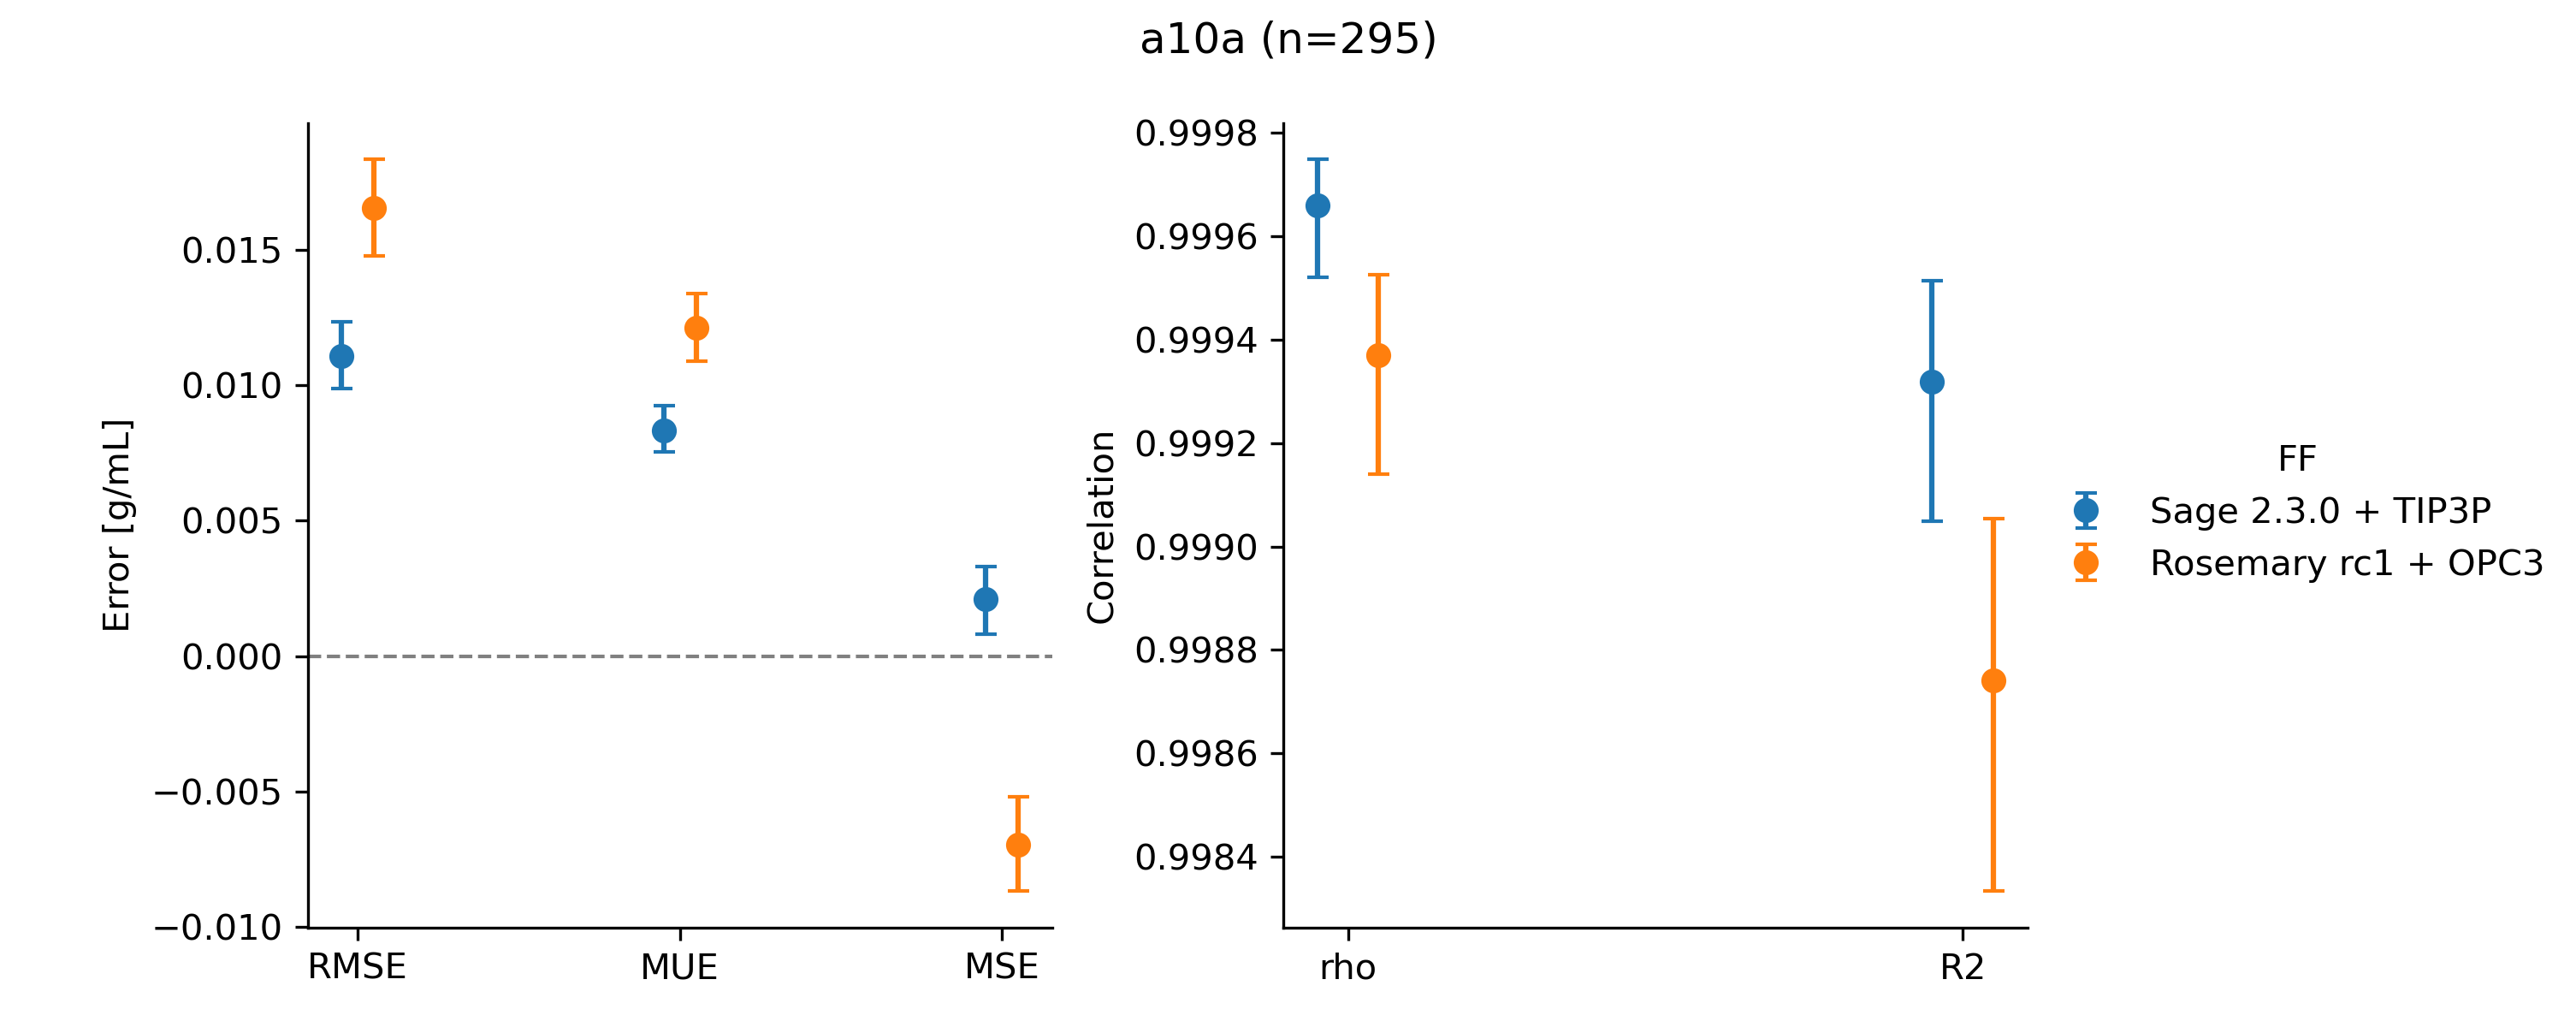 a10a (n=295)
Error [g/mL]
0.015
0.010
0.005
0.000
−0.005
−0.010
RMSE
MUE
MSE
Correlation
0.9998
0.9996
0.9994
0.9992
0.9990
0.9988
0.9986
0.9984
rho
R2
FF
Sage 2.3.0 + TIP3P
Rosemary rc1 + OPC3